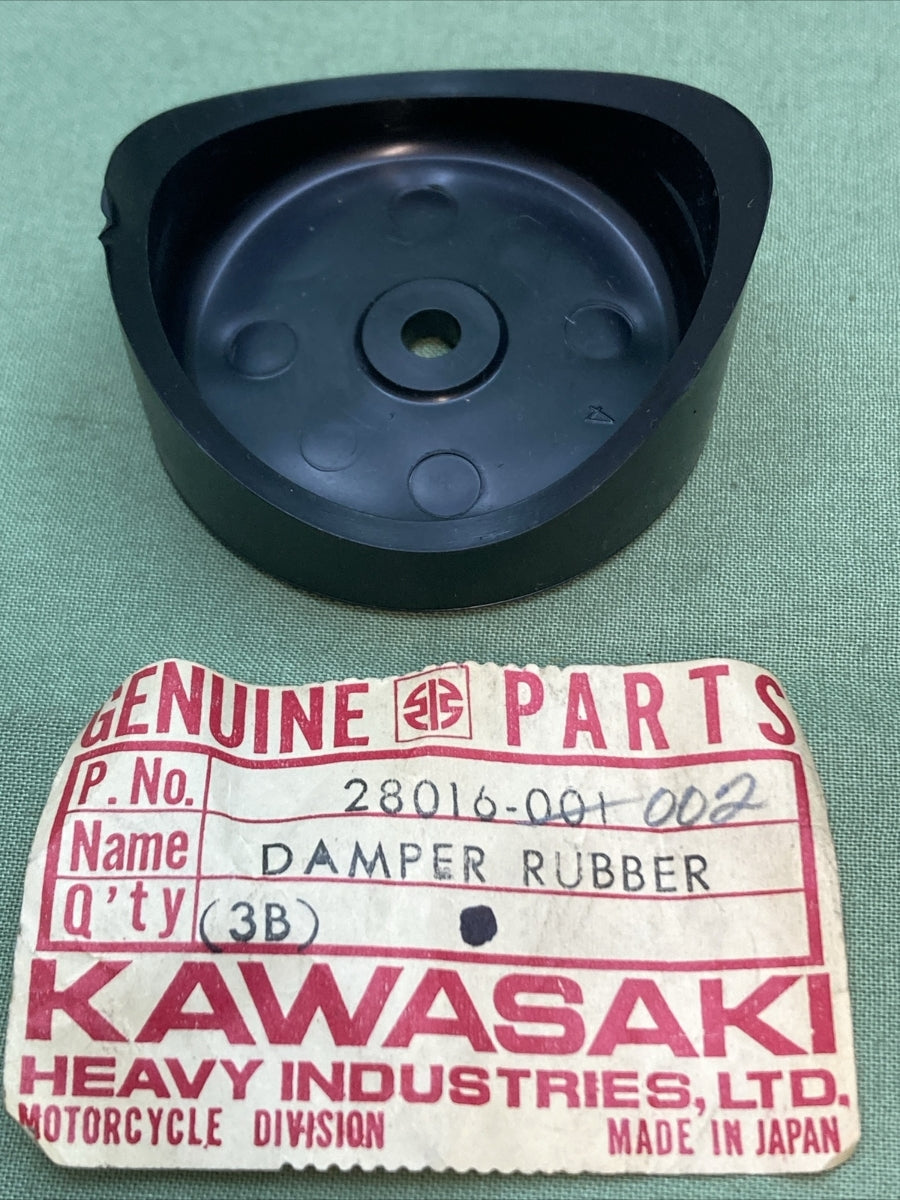 4
GENUINE PARTS
P. No. 28016-001 002
Name DAMPER RUBBER
Q'ty (3B)
KAWASAKI
HEAVY INDUSTRIES, LTD.
MOTORCYCLE DIVISION MADE IN JAPAN